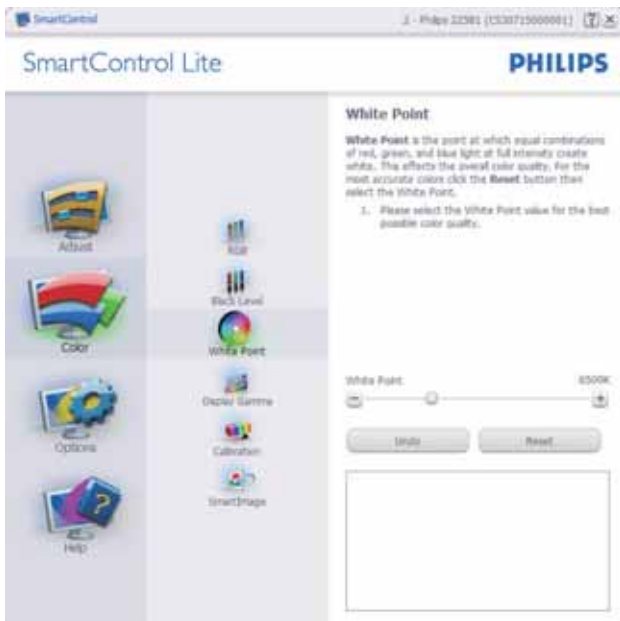 SmartControl
SmartControl Lite
PHILIPS
Adjust
Color
Options
Help
RGB
Black Level
White Point
Display Gamma
Calibration
SmartImage
White Point
White Point is the point at which equal combinations
of red, green, and blue light at full intensity create
white. This effects the overall color quality. For the
most accurate colors click the Reset button then
select the White Point.
1. Please select the White Point value for the best
possible color quality.
White Point 6500K
Undo Reset